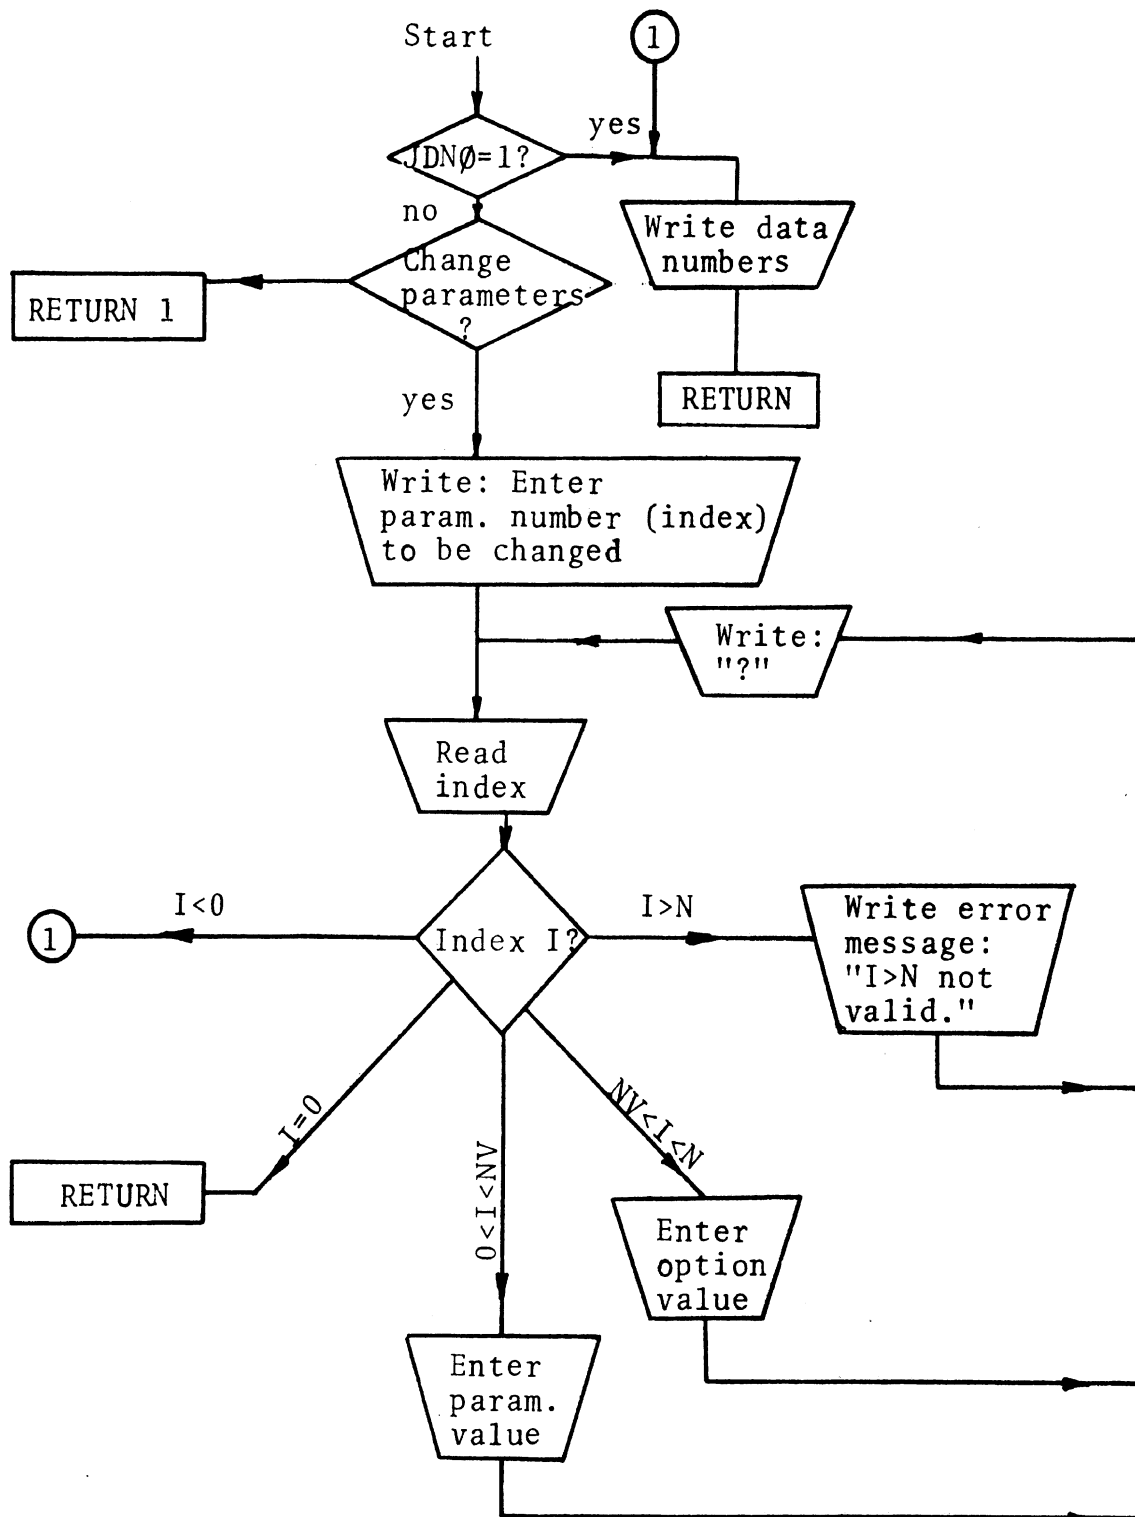 Start
1
yes
JDNØ=1?
no
Write data
numbers
Change
parameters
?
RETURN 1
yes
RETURN
Write: Enter
param. number (index)
to be changed
Write:
"?"
Read
index
I<0
I>N
1
Index I?
Write error
message:
"I>N not
valid."
I=0
NV<I<N
0<I<NV
RETURN
Enter
option
value
Enter
param.
value